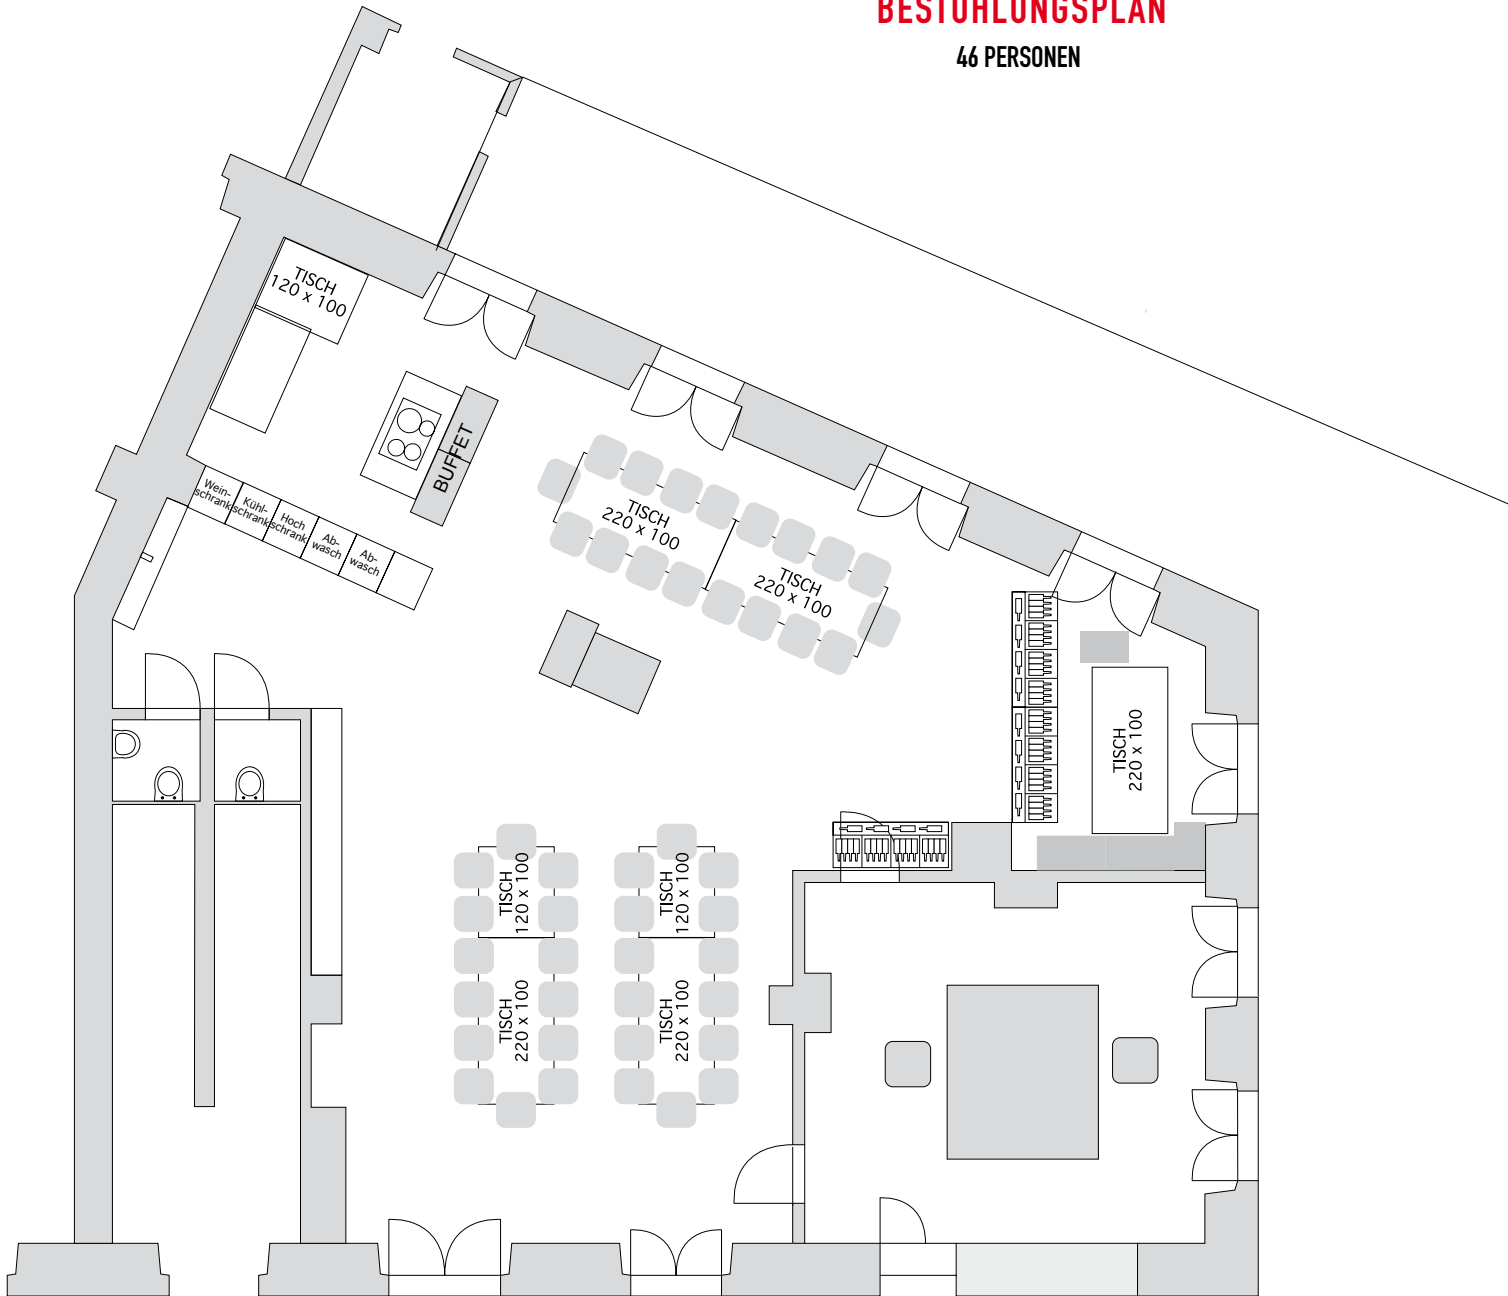 BESTUHLUNGSPLAN
46 PERSONEN
TISCH
120 x 100
BUFFET
Wein-
schrank
Kühl-
schrank
Hoch
schrank
Ab-
wasch
Ab-
wasch
TISCH
220 x 100
TISCH
220 x 100
TISCH
220 x 100
TISCH
120 x 100
TISCH
120 x 100
TISCH
220 x 100
TISCH
220 x 100